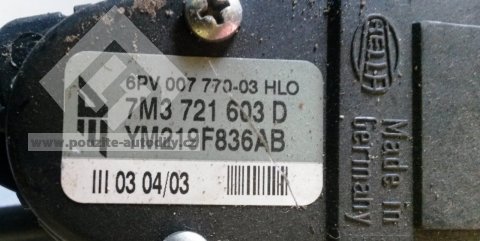 6PV 007 770-03 HLO
7M3 721 603 D
YM219F836AB
www.pouzite-autodily.cz
III 03 04/03
Hella
Made in
Germany